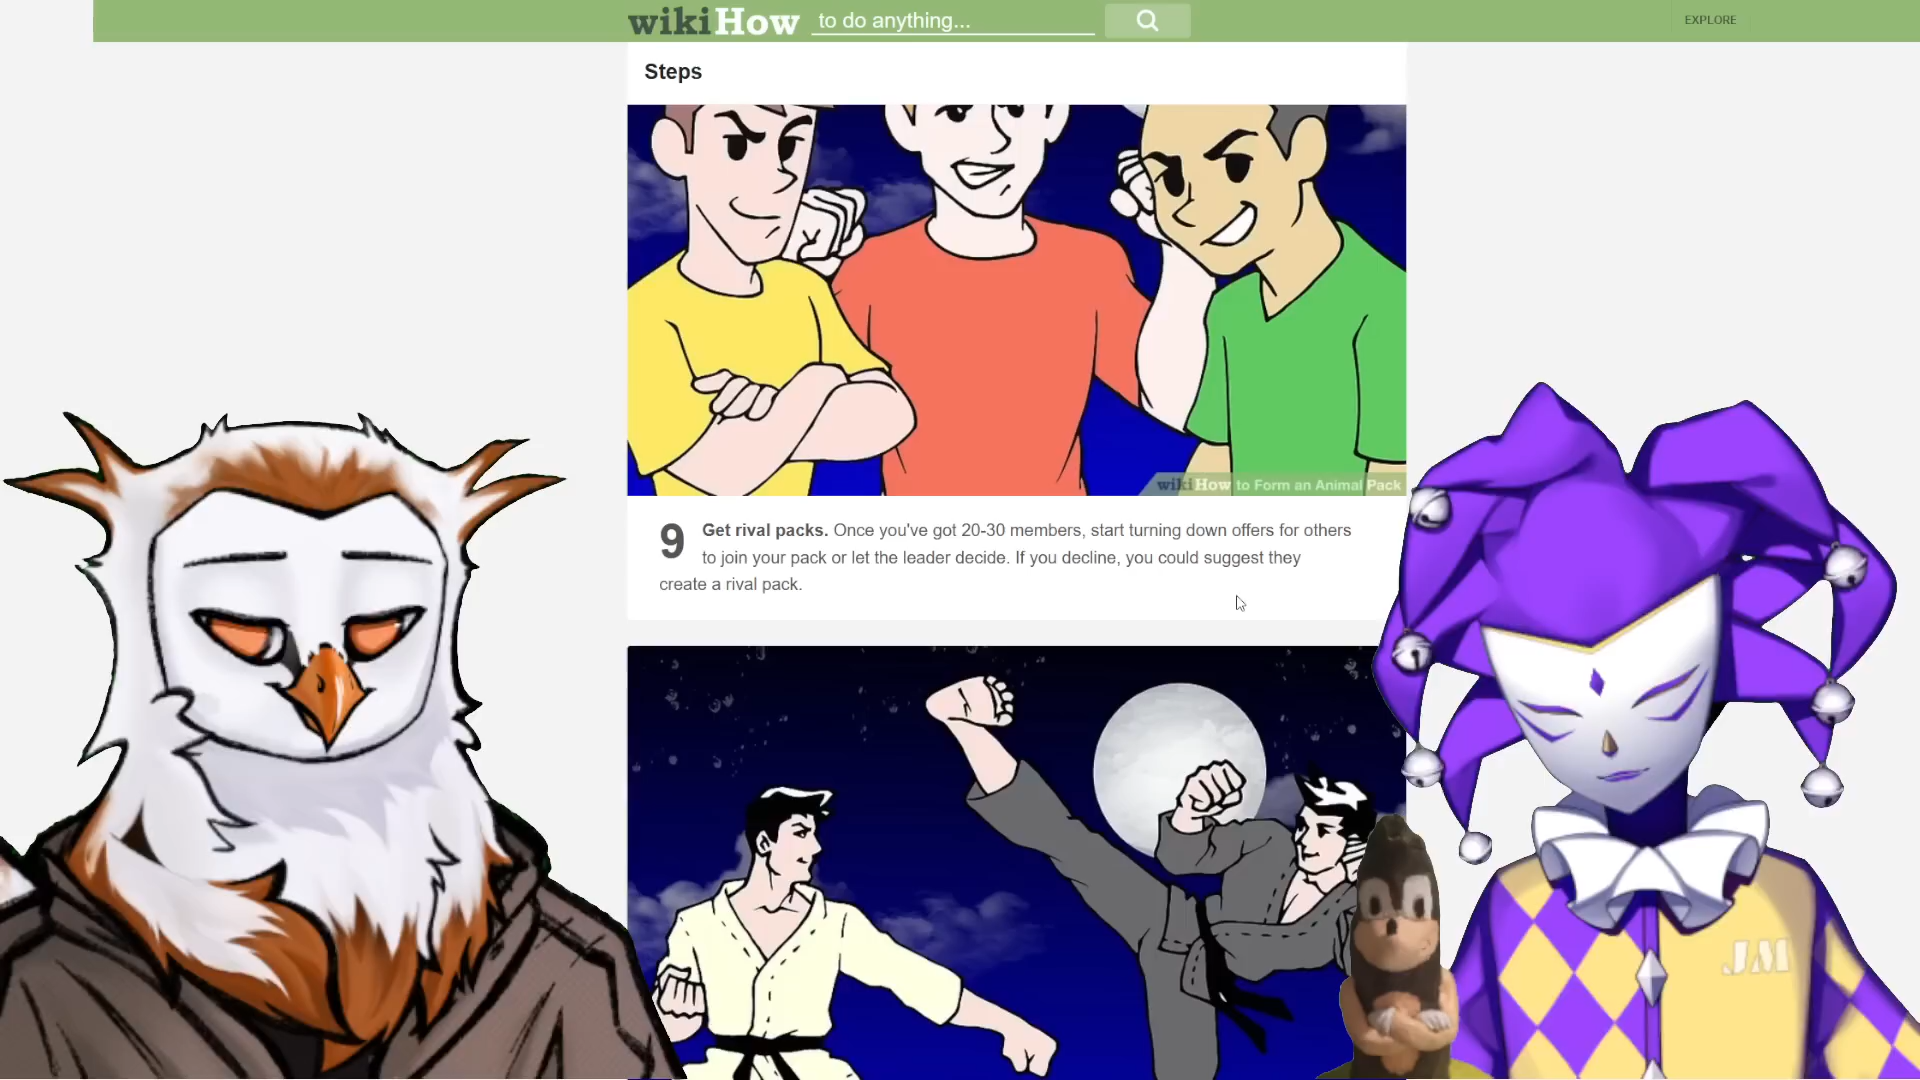 wikiHow to do anything...
EXPLORE
Steps
wikiHow to Form an Animal Pack
9 Get rival packs. Once you've got 20-30 members, start turning down offers for others
to join your pack or let the leader decide. If you decline, you could suggest they
create a rival pack.
JM